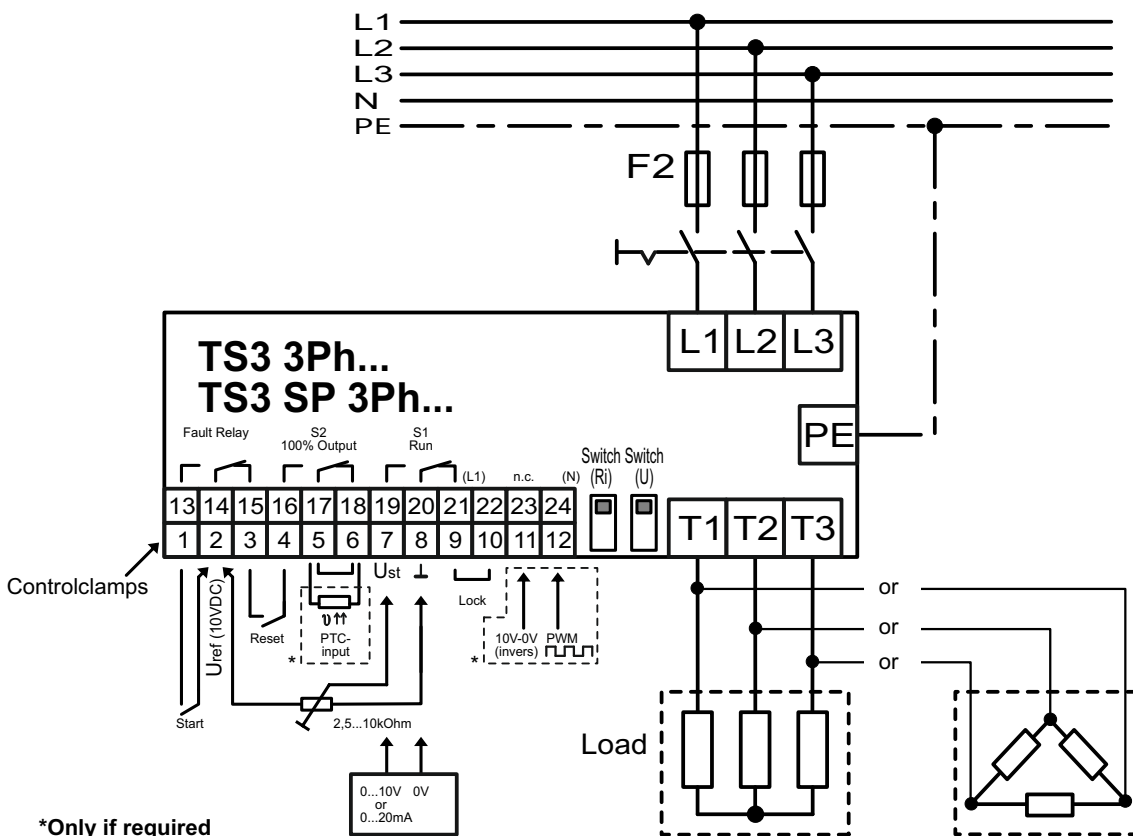 L1
L2
L3
N
PE
F2
L1 L2 L3
TS3 3Ph...
TS3 SP 3Ph...
PE
Fault Relay
S2
100% Output
S1
Run
(L1) n.c. (N)
Switch Switch
(Ri) (U)
13 14 15 16 17 18 19 20 21 22 23 24
1 2 3 4 5 6 7 8 9 10 11 12
T1 T2 T3
Controlclamps
Uref (10VDC)
Ust
Lock
Reset
υ↑↑
PTC-
input
*
10V-0V PWM
(invers)
*
Start
2,5...10kOhm
or
or
or
Load
0...10V 0V
or
0...20mA
*Only if required